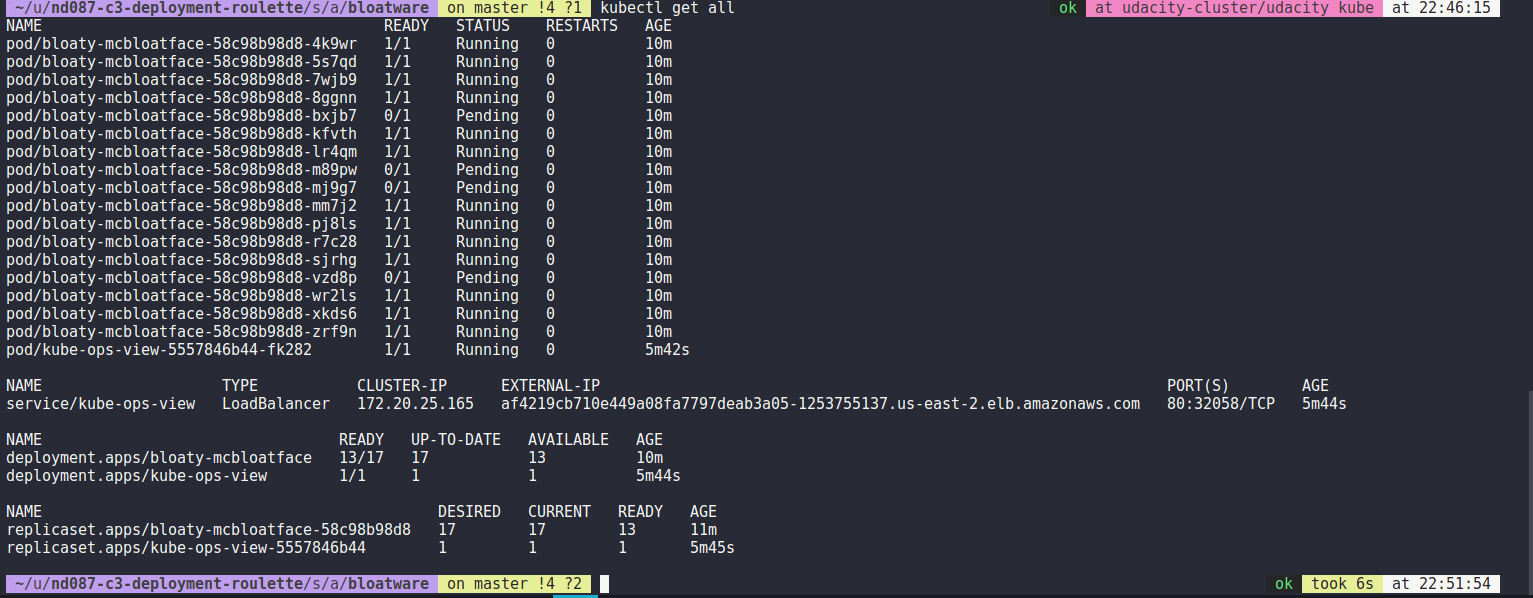 ~/u/nd087-c3-deployment-roulette/s/a/bloatware on master !4 ?1 kubectl get all ok at udacity-cluster/udacity kube at 22:46:15
NAME READY STATUS RESTARTS AGE
pod/bloaty-mcbloatface-58c98b98d8-4k9wr 1/1 Running 0 10m
pod/bloaty-mcbloatface-58c98b98d8-5s7qd 1/1 Running 0 10m
pod/bloaty-mcbloatface-58c98b98d8-7wjb9 1/1 Running 0 10m
pod/bloaty-mcbloatface-58c98b98d8-8ggnn 1/1 Running 0 10m
pod/bloaty-mcbloatface-58c98b98d8-bxjb7 0/1 Pending 0 10m
pod/bloaty-mcbloatface-58c98b98d8-kfvth 1/1 Running 0 10m
pod/bloaty-mcbloatface-58c98b98d8-lr4qm 1/1 Running 0 10m
pod/bloaty-mcbloatface-58c98b98d8-m89pw 0/1 Pending 0 10m
pod/bloaty-mcbloatface-58c98b98d8-mj9g7 0/1 Pending 0 10m
pod/bloaty-mcbloatface-58c98b98d8-mm7j2 1/1 Running 0 10m
pod/bloaty-mcbloatface-58c98b98d8-pj8ls 1/1 Running 0 10m
pod/bloaty-mcbloatface-58c98b98d8-r7c28 1/1 Running 0 10m
pod/bloaty-mcbloatface-58c98b98d8-sjrhg 1/1 Running 0 10m
pod/bloaty-mcbloatface-58c98b98d8-vzd8p 0/1 Pending 0 10m
pod/bloaty-mcbloatface-58c98b98d8-wr2ls 1/1 Running 0 10m
pod/bloaty-mcbloatface-58c98b98d8-xkds6 1/1 Running 0 10m
pod/bloaty-mcbloatface-58c98b98d8-zrf9n 1/1 Running 0 10m
pod/kube-ops-view-5557846b44-fk282 1/1 Running 0 5m42s
NAME TYPE CLUSTER-IP EXTERNAL-IP PORT(S) AGE
service/kube-ops-view LoadBalancer 172.20.25.165 af4219cb710e449a08fa7797deab3a05-1253755137.us-east-2.elb.amazonaws.com 80:32058/TCP 5m44s
NAME READY UP-TO-DATE AVAILABLE AGE
deployment.apps/bloaty-mcbloatface 13/17 17 13 10m
deployment.apps/kube-ops-view 1/1 1 1 5m44s
NAME DESIRED CURRENT READY AGE
replicaset.apps/bloaty-mcbloatface-58c98b98d8 17 17 13 11m
replicaset.apps/kube-ops-view-5557846b44 1 1 1 5m45s
~/u/nd087-c3-deployment-roulette/s/a/bloatware on master !4 ?2 ok took 6s at 22:51:54